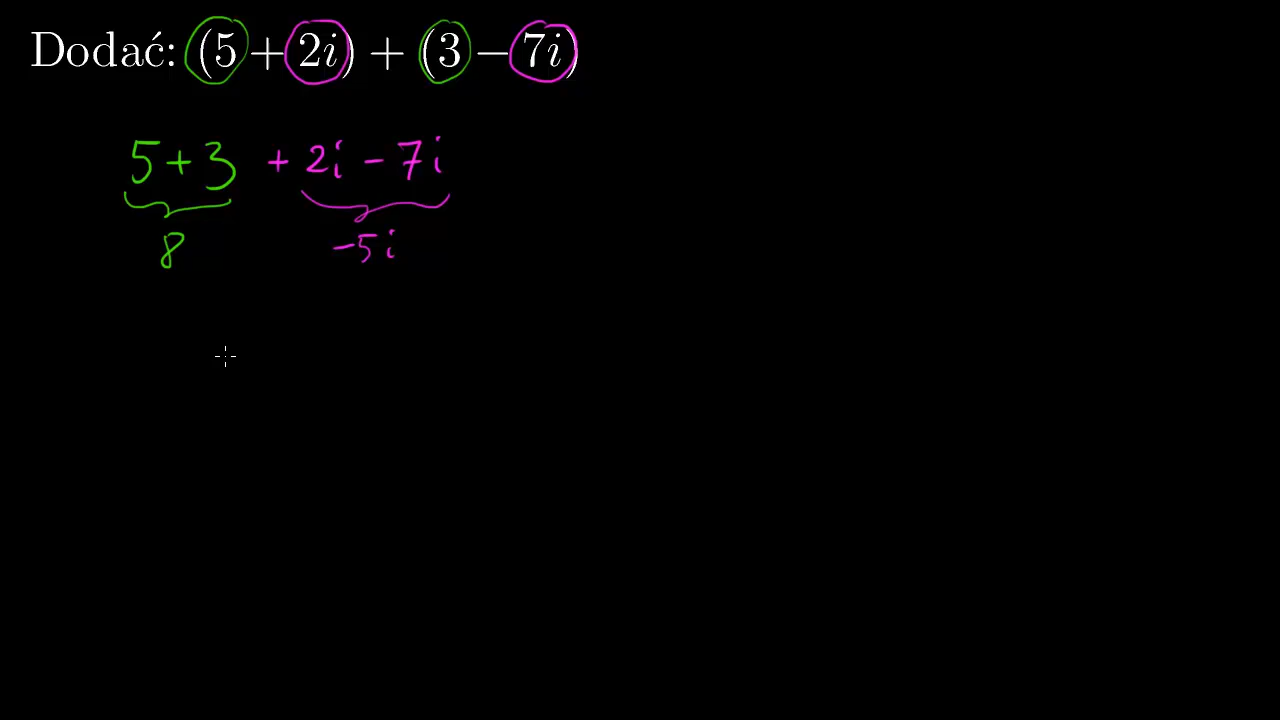 Dodać: (5 + 2i) + (3 − 7i)
5 + 3 + 2i − 7i
8 −5i